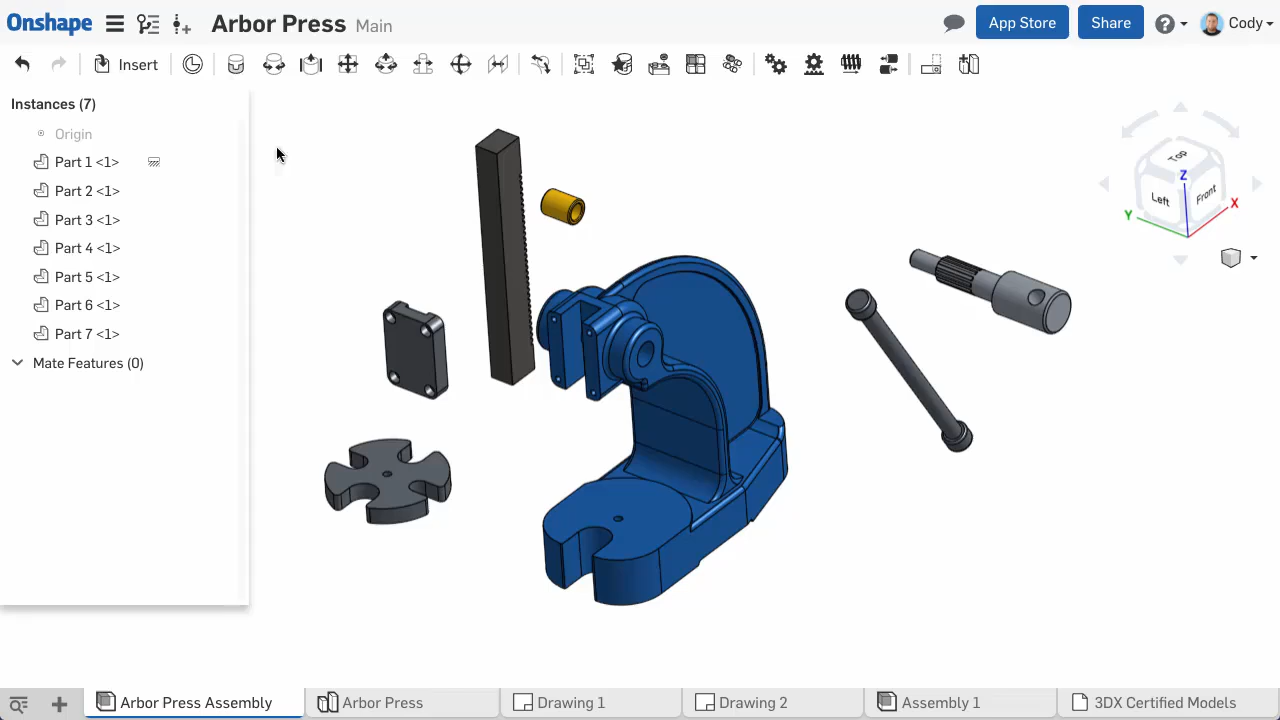 Onshape Arbor Press Main App Store Share Cody
Insert
Instances (7)
Origin
Part 1 <1>
Part 2 <1>
Part 3 <1>
Part 4 <1>
Part 5 <1>
Part 6 <1>
Part 7 <1>
Mate Features (0)
Top
Z
Left Front
Y
X
Arbor Press Assembly Arbor Press Drawing 1 Drawing 2 Assembly 1 3DX Certified Models